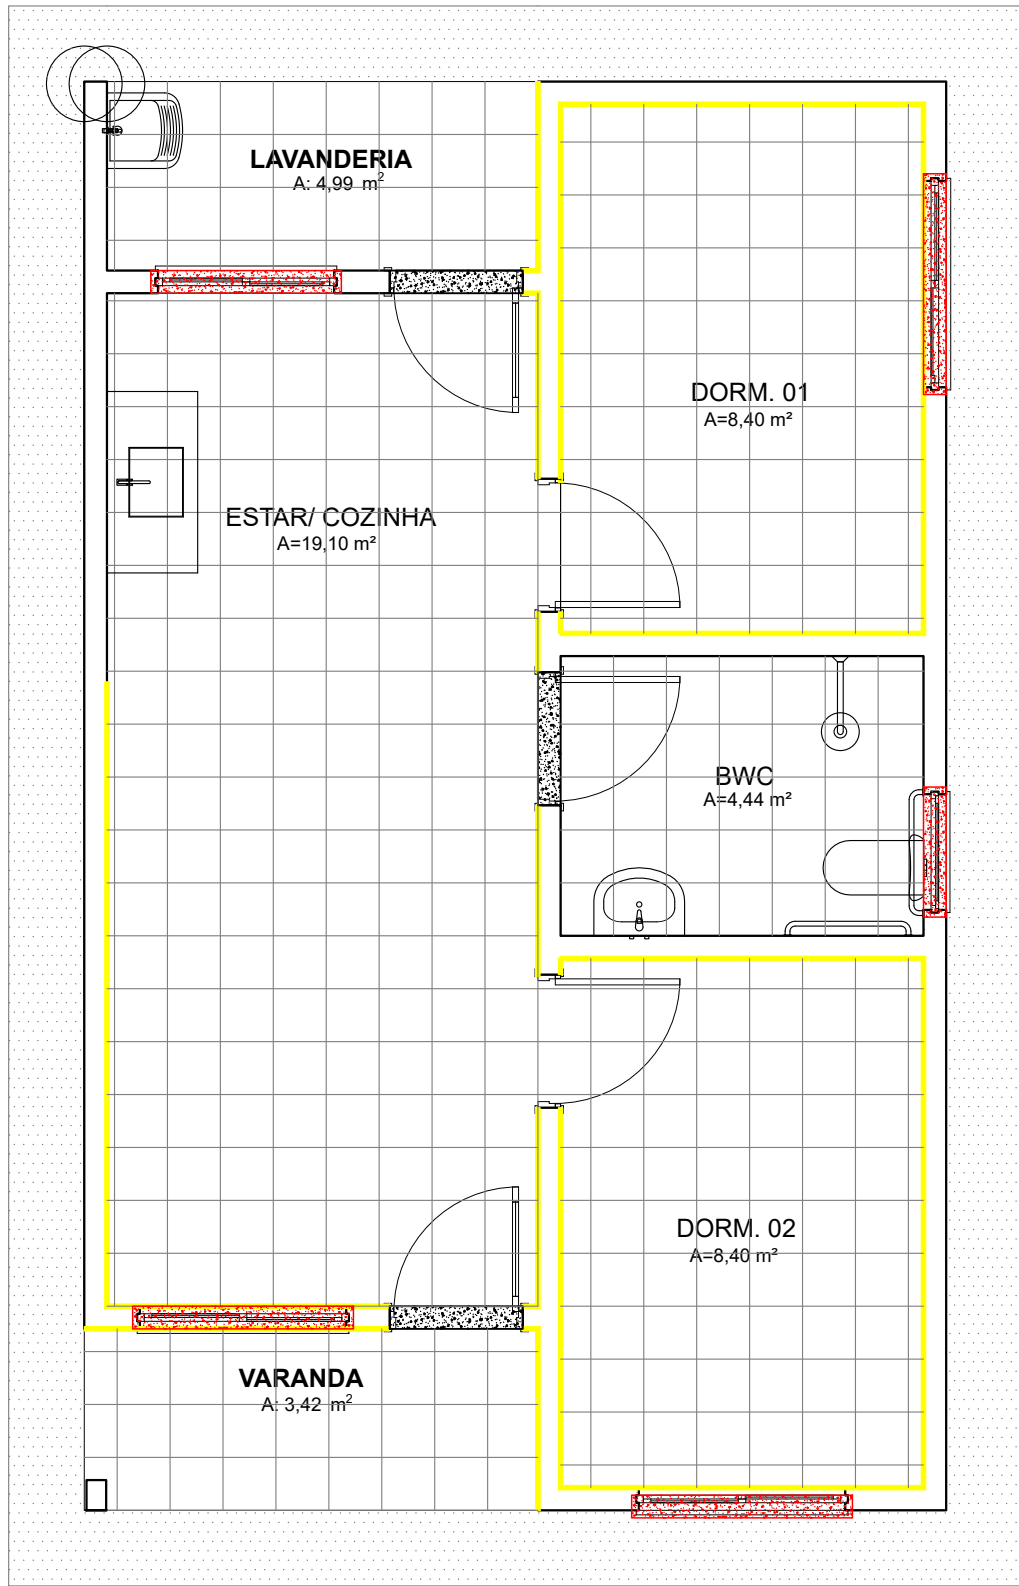 LAVANDERIA
A: 4,99 m²
DORM. 01
A=8,40 m²
ESTAR/ COZINHA
A=19,10 m²
BWC
A=4,44 m²
DORM. 02
A=8,40 m²
VARANDA
A: 3,42 m²